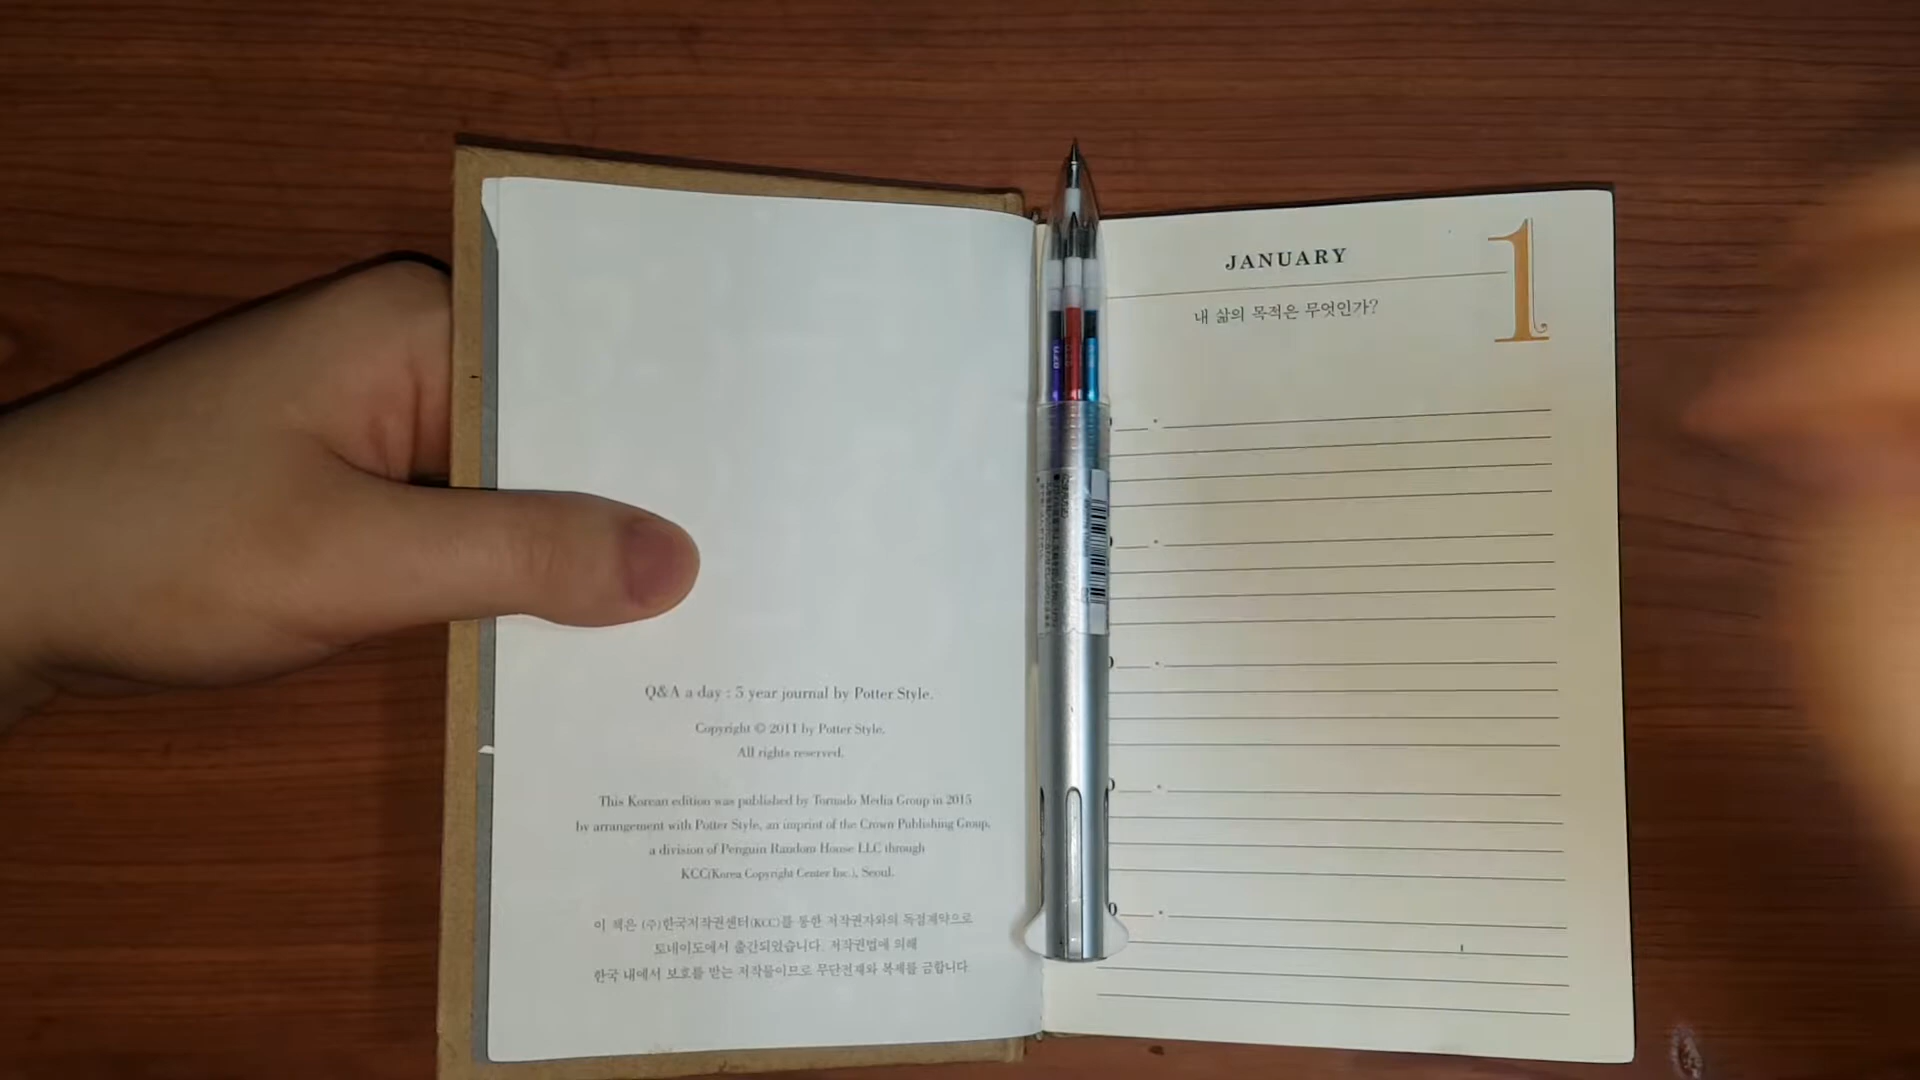 Q&A a day : 5 year journal by Potter Style.
Copyright © 2011 by Potter Style.
All rights reserved.
This Korean edition was published by Tornado Media Group in 2015
by arrangement with Potter Style, an imprint of the Crown Publishing Group,
a division of Penguin Random House LLC through
KCC(Korea Copyright Center Inc.), Seoul.
이 책은 (주)한국저작권센터(KCC)를 통한 저작권자와의 독점계약으로
토네이도에서 출간되었습니다. 저작권법에 의해
한국 내에서 보호를 받는 저작물이므로 무단전재와 복제를 금합니다.
JANUARY
1
내 삶의 목적은 무엇인가?